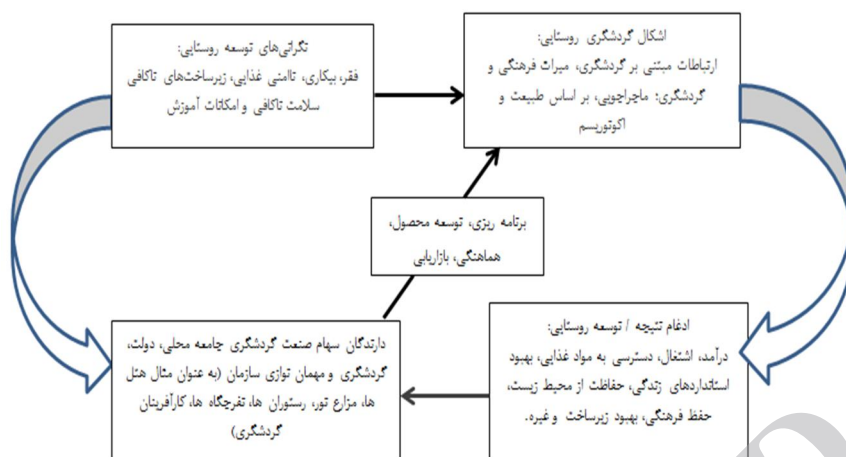 اشکال گردشگری روستایی:
ارتباطات مبتنی بر گردشگری، میراث فرهنگی و
گردشگری؛ ماجراجویی، بر اساس طبیعت و
اکوتوریسم
نگرانی‌های توسعه روستایی:
فقر، بیکاری، ناامنی غذایی، زیرساخت‌های ناکافی
سلامت ناکافی و امکانات آموزش
برنامه ریزی، توسعه محصول،
هماهنگی، بازاریابی
ادغام نتیجه / توسعه روستایی:
درآمد، اشتغال، دسترسی به مواد غذایی، بهبود
استانداردهای زندگی، حفاظت از محیط زیست،
حفظ فرهنگی، بهبود زیرساخت و غیره.
دارندگان سهام صنعت گردشگری جامعه محلی، دولت،
گردشگری و مهمان نوازی سازمان (به عنوان مثال هتل
ها، مزارع تور، رستوران ها، تفرجگاه ها، کارآفرینان
گردشگری)